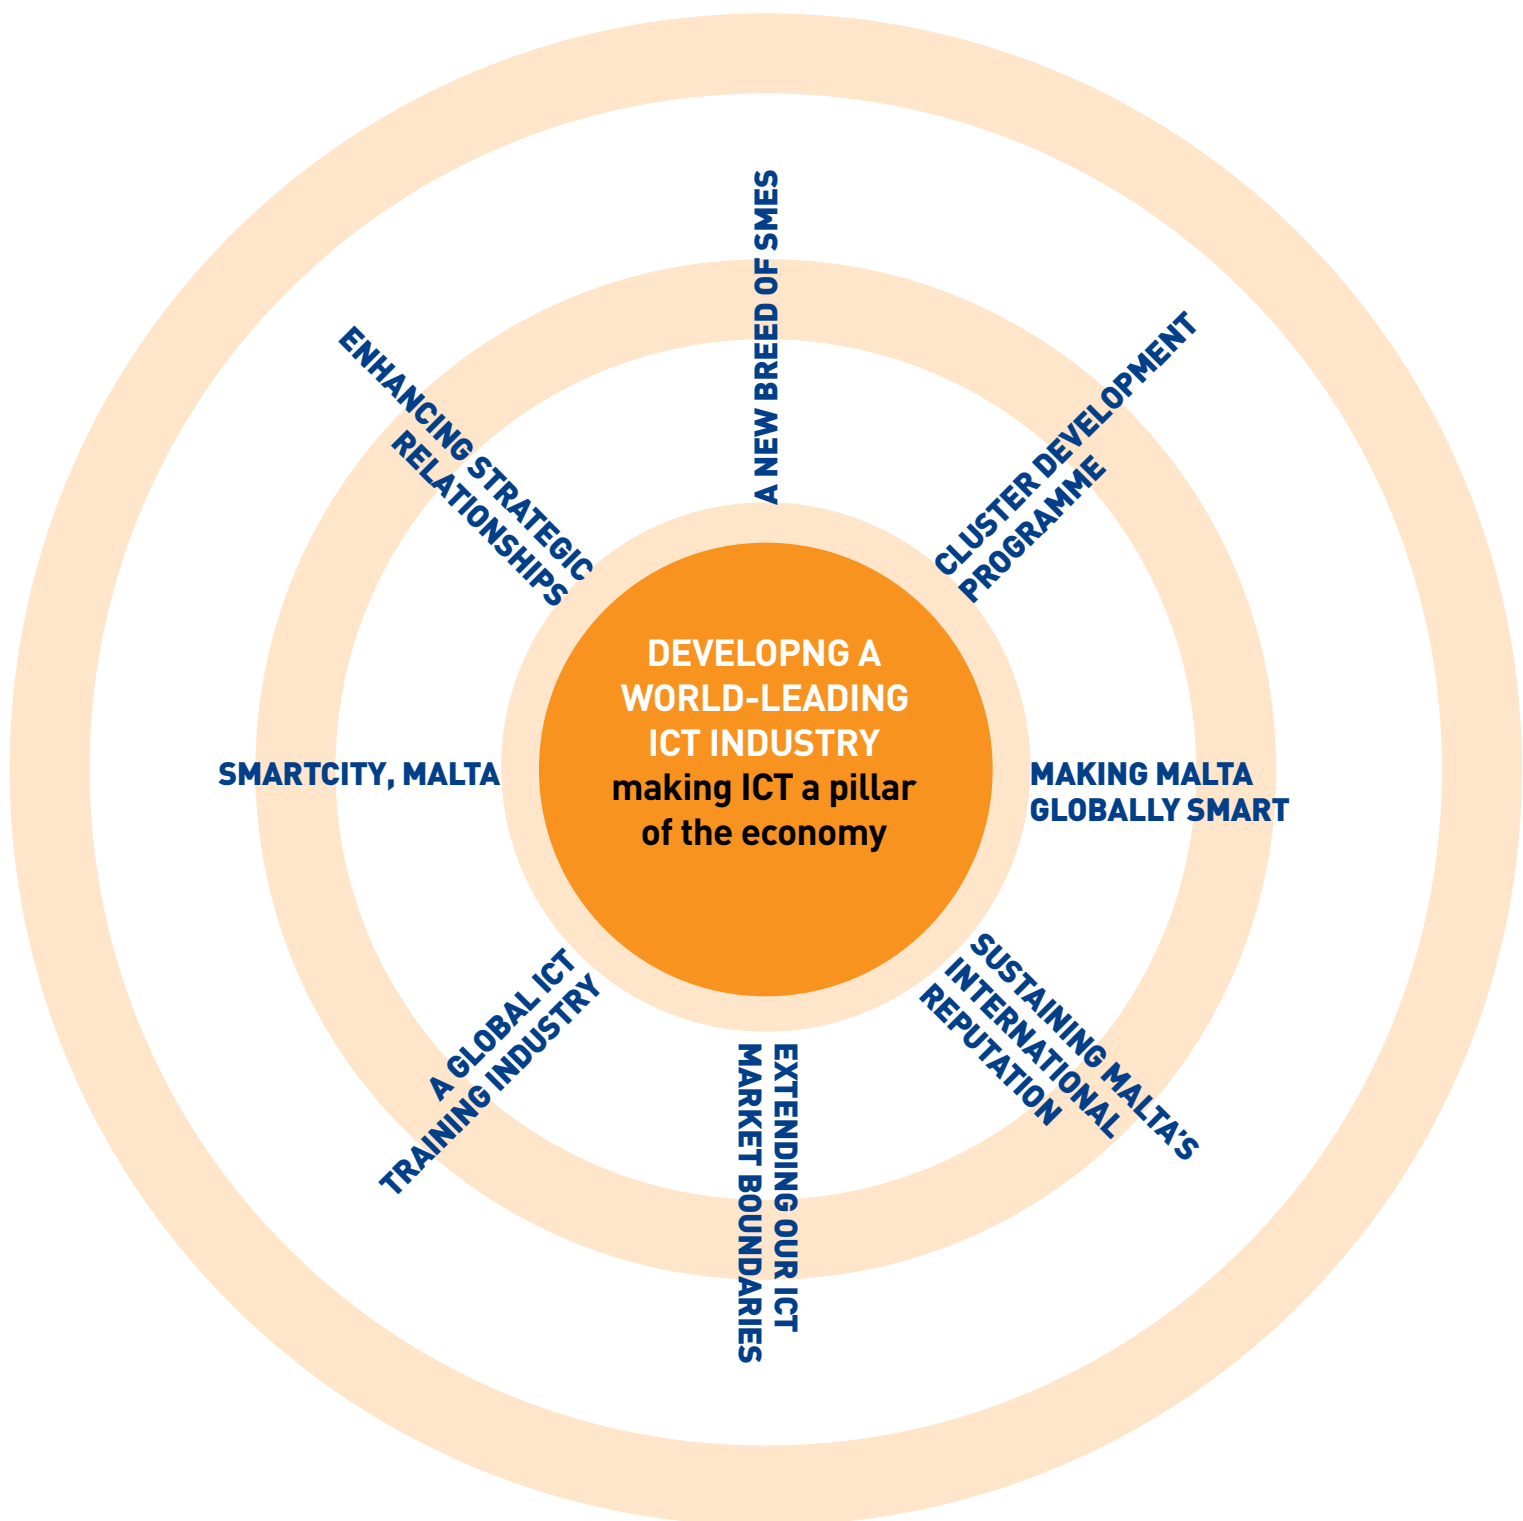 A NEW BREED OF SMES
CLUSTER DEVELOPMENT
PROGRAMME
MAKING MALTA
GLOBALLY SMART
SUSTAINING MALTA'S
INTERNATIONAL
REPUTATION
EXTENDING OUR ICT
MARKET BOUNDARIES
A GLOBAL ICT
TRAINING INDUSTRY
SMARTCITY, MALTA
ENHANCING STRATEGIC
RELATIONSHIPS
DEVELOPNG A
WORLD-LEADING
ICT INDUSTRY
making ICT a pillar
of the economy